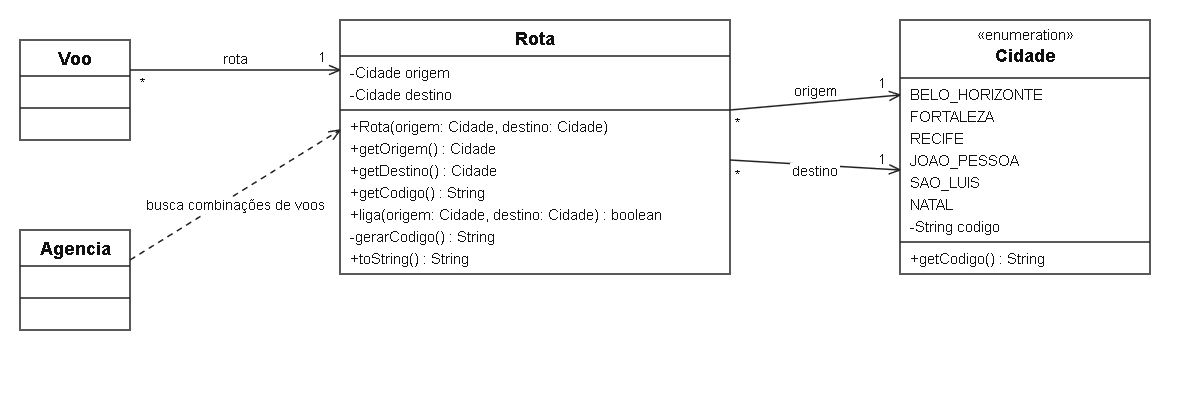 Voo
rota
*
1
Agencia
busca combinações de voos
Rota
-Cidade origem
-Cidade destino
+Rota(origem: Cidade, destino: Cidade)
+getOrigem() : Cidade
+getDestino() : Cidade
+getCodigo() : String
+liga(origem: Cidade, destino: Cidade) : boolean
-gerarCodigo() : String
+toString() : String
origem
*
1
destino
*
1
«enumeration»
Cidade
BELO_HORIZONTE
FORTALEZA
RECIFE
JOAO_PESSOA
SAO_LUIS
NATAL
-String codigo
+getCodigo() : String